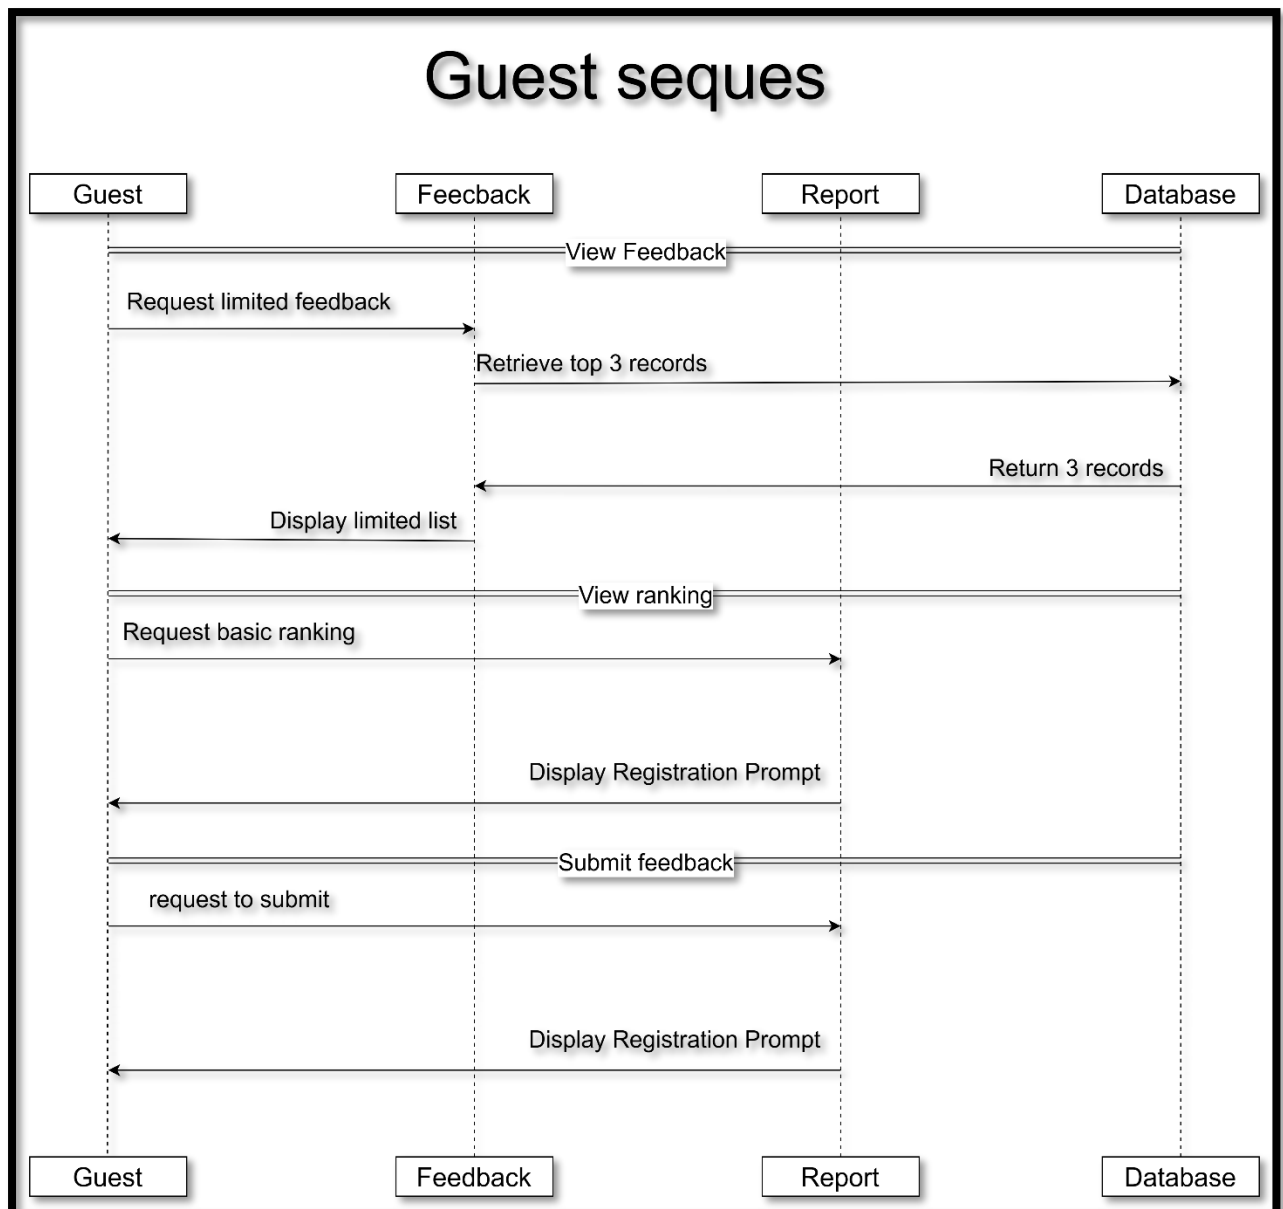 Guest seques
Guest
Feecback
Report
Database
View Feedback
Request limited feedback
Retrieve top 3 records
Return 3 records
Display limited list
View ranking
Request basic ranking
Display Registration Prompt
Submit feedback
request to submit
Display Registration Prompt
Guest
Feedback
Report
Database